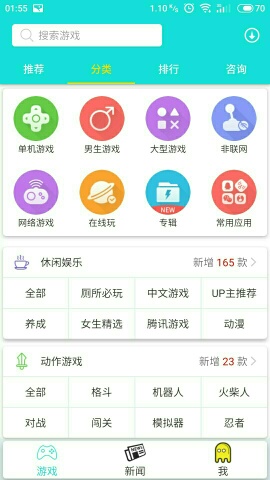 01:55 1.10 K/s 70
搜索游戏
推荐 分类 排行 咨询
单机游戏 男生游戏 大型游戏 非联网
NEW
网络游戏 在线玩 专辑 常用应用
休闲娱乐 新增 165 款 >
全部 厕所必玩 中文游戏 UP主推荐
养成 女生精选 腾讯游戏 动漫
动作游戏 新增 23 款 >
全部 格斗 机器人 火柴人
对战 闯关 模拟器 忍者
NEWS
游戏 新闻 我